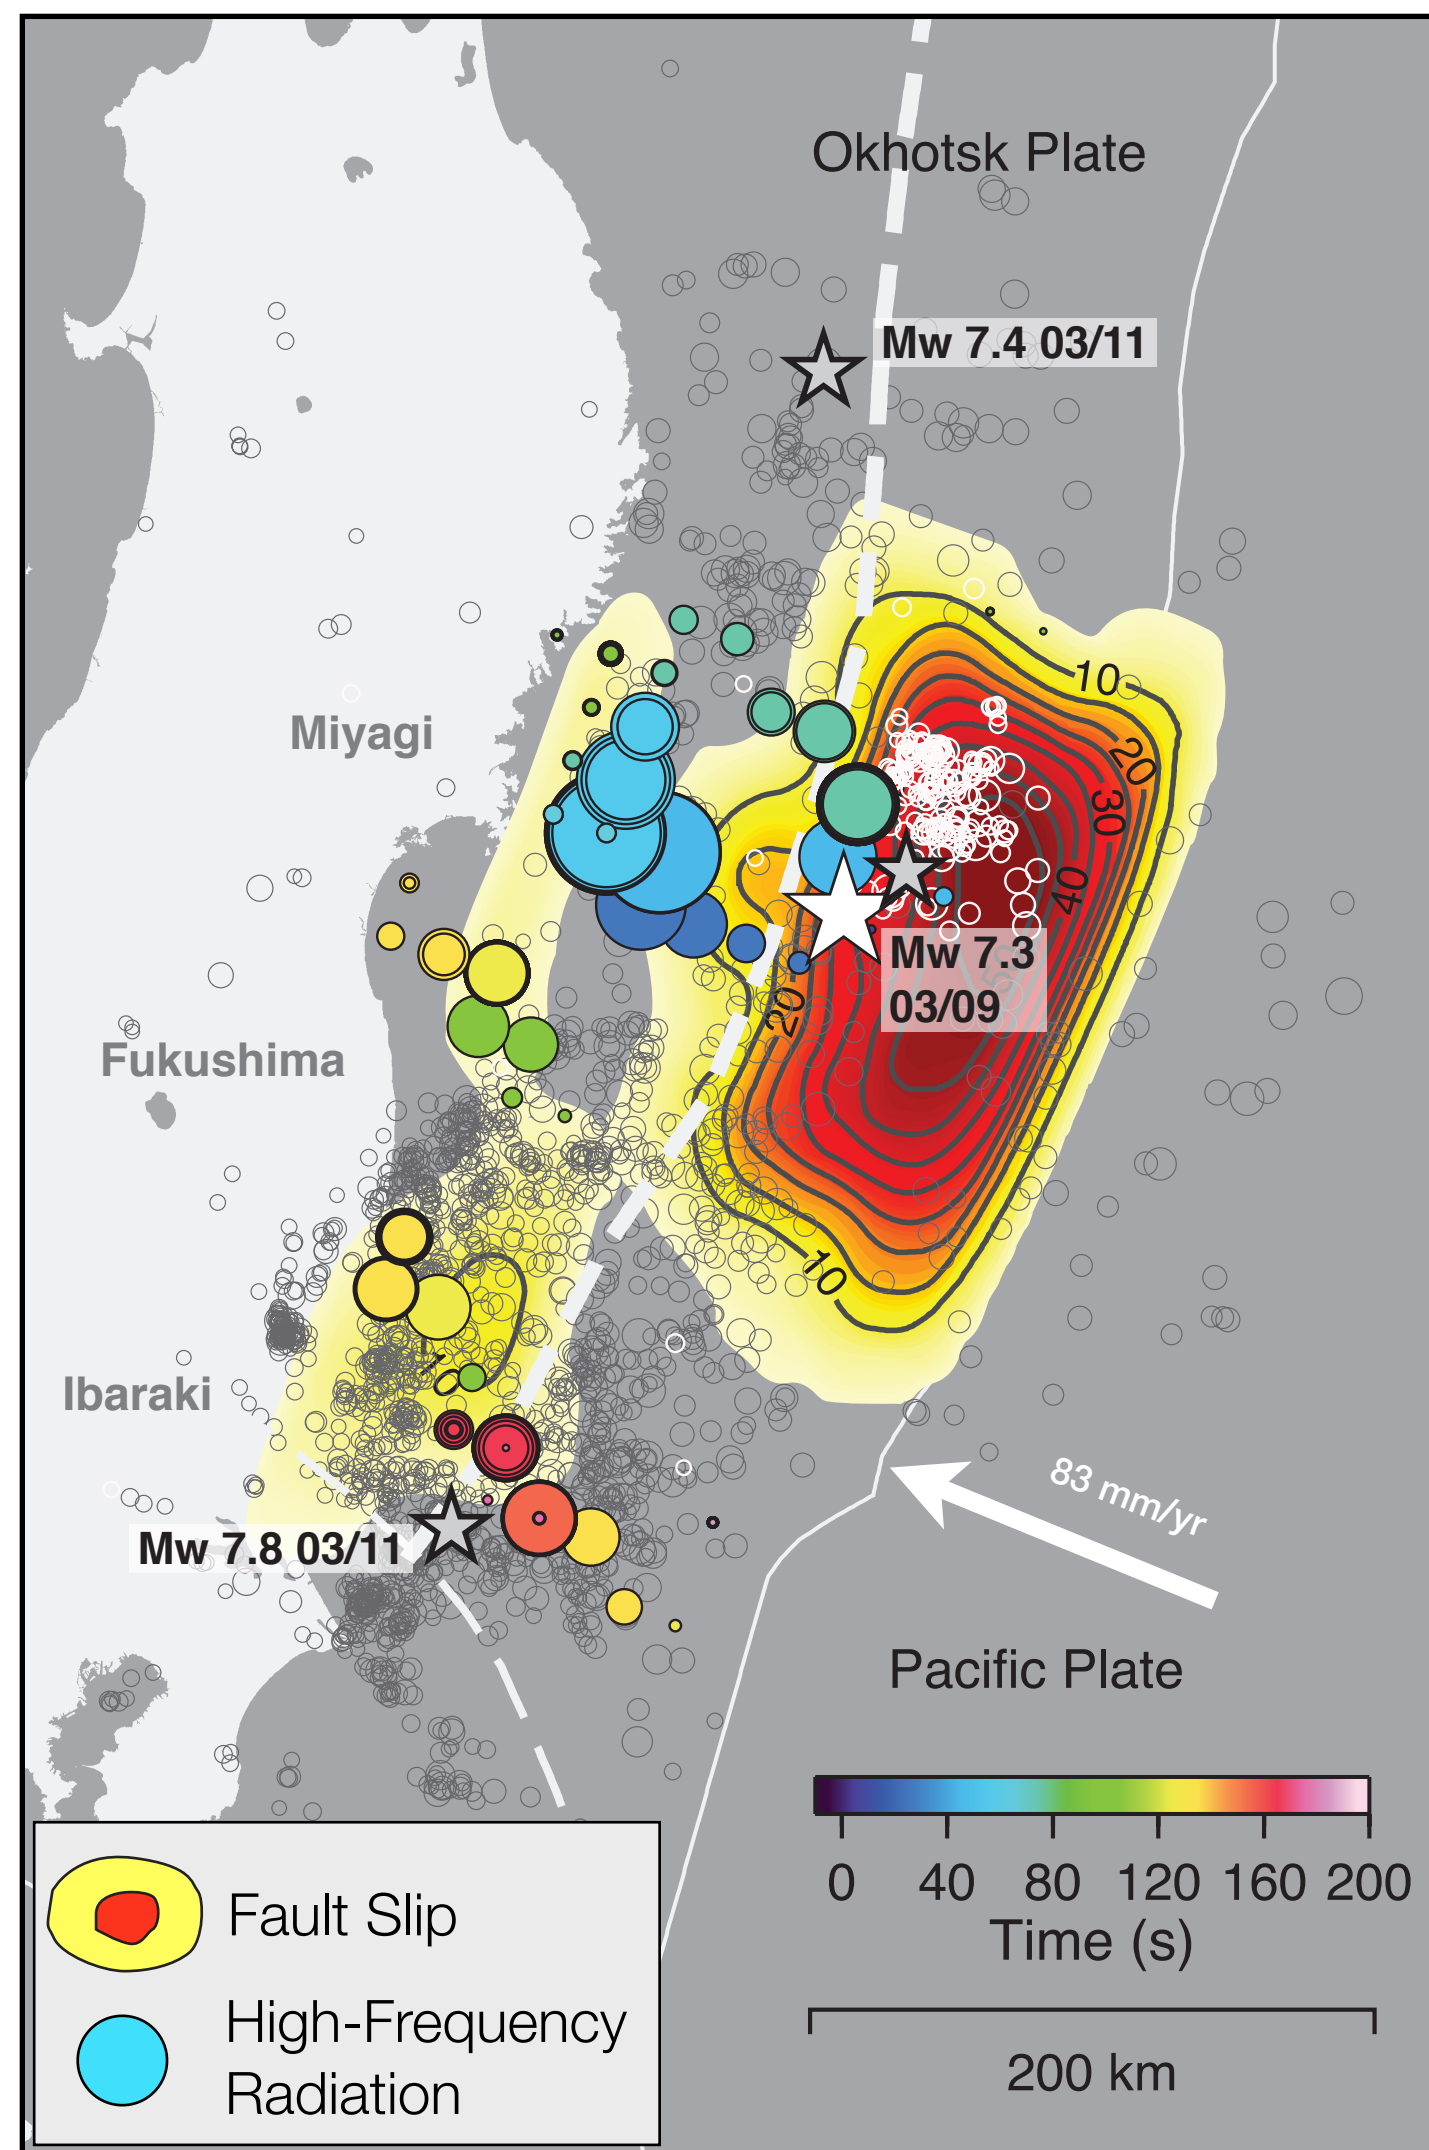 Okhotsk Plate
Mw 7.4 03/11
10
Miyagi
20
30
40
50
Mw 7.3
03/09
20
Fukushima
10
Ibaraki
10
83 mm/yr
Mw 7.8 03/11
Pacific Plate
0 40 80 120 160 200
Time (s)
200 km
Fault Slip
High-Frequency
Radiation